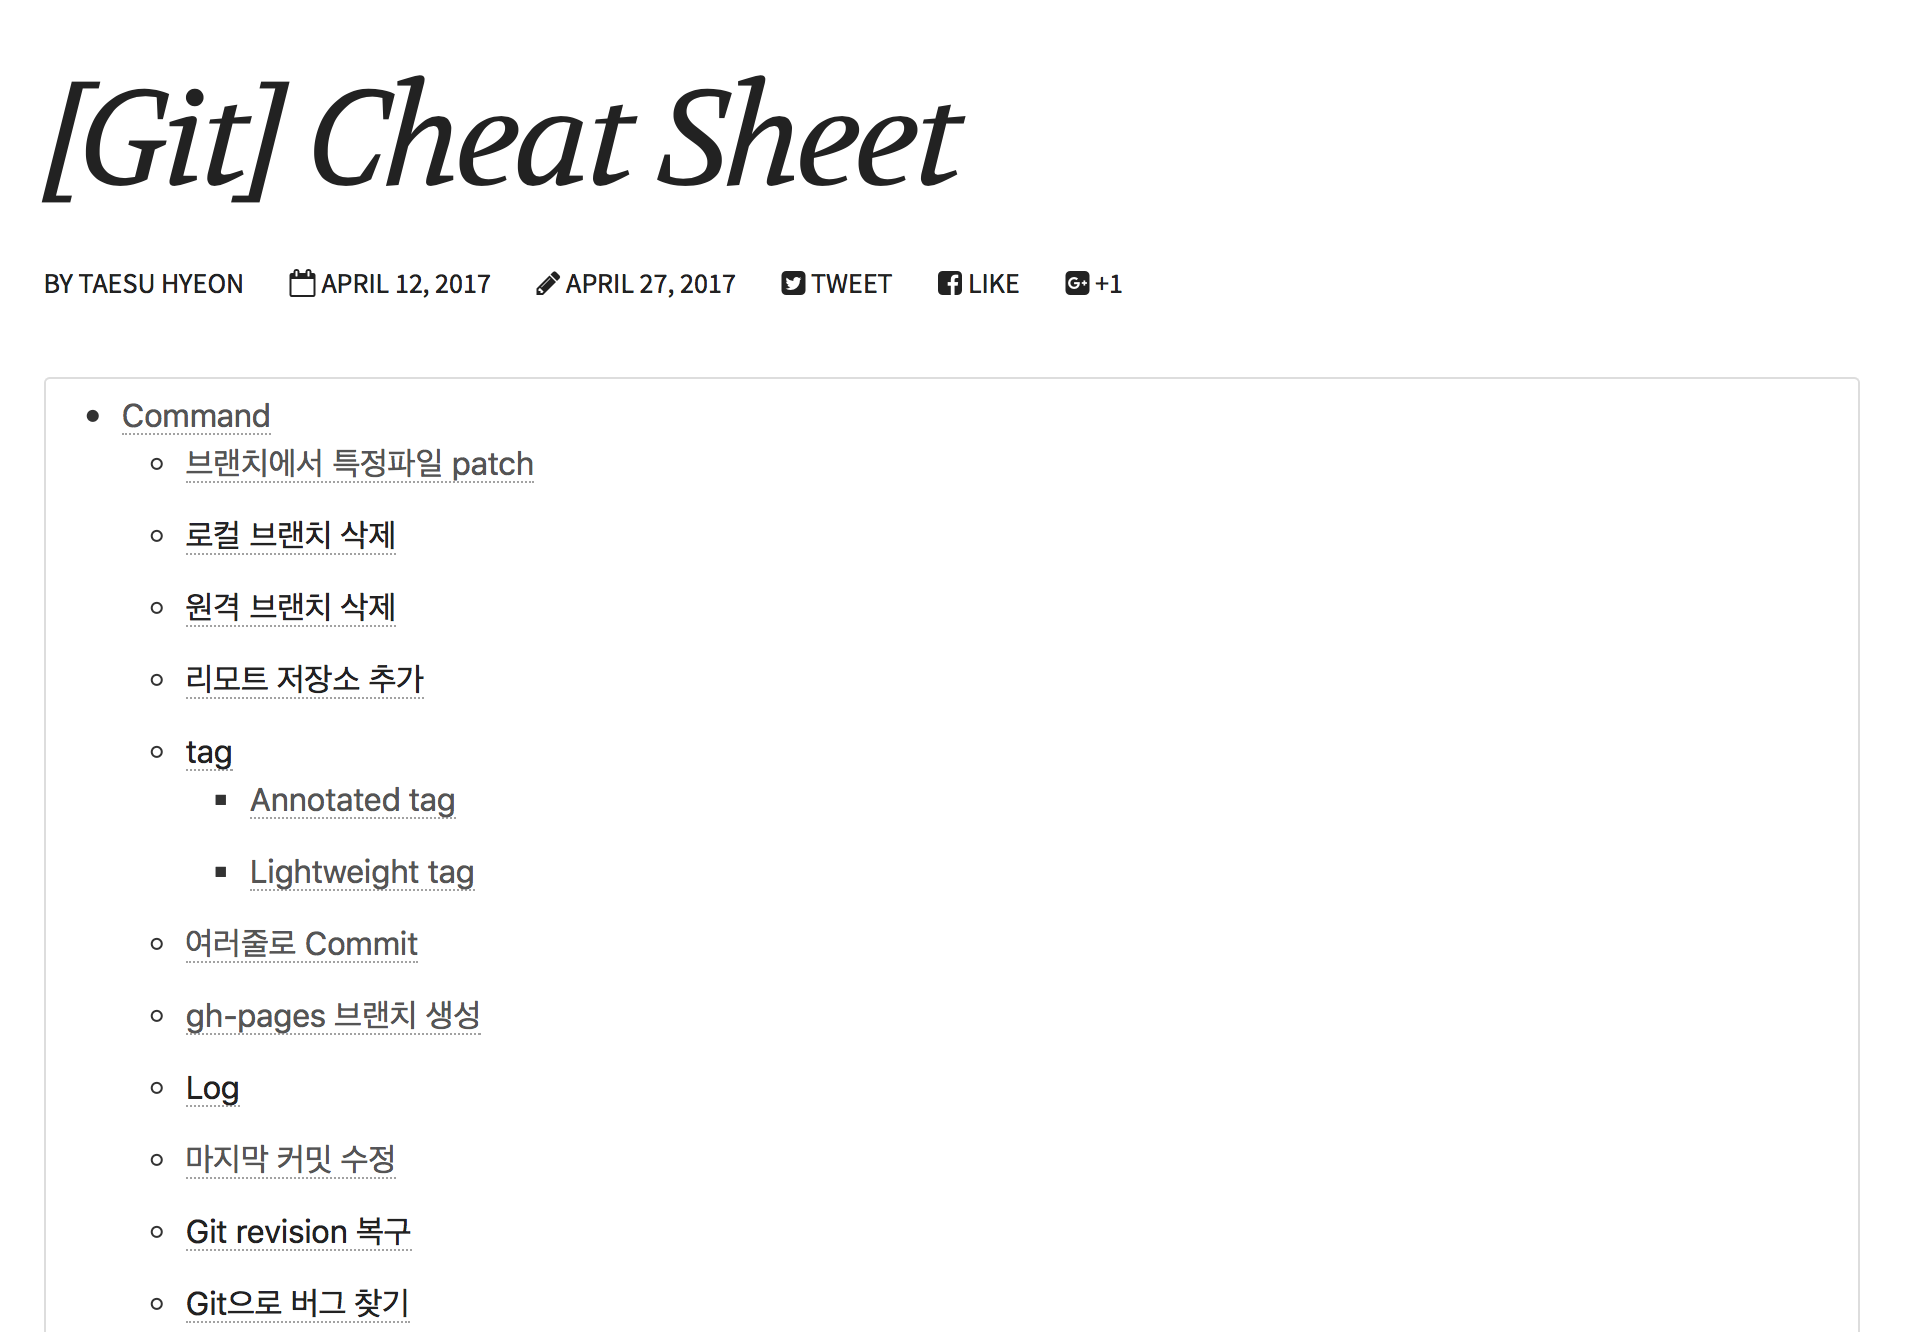 [Git] Cheat Sheet
BY TAESU HYEON APRIL 12, 2017 APRIL 27, 2017 TWEET LIKE +1
Command
브랜치에서 특정파일 patch
로컬 브랜치 삭제
원격 브랜치 삭제
리모트 저장소 추가
tag
Annotated tag
Lightweight tag
여러줄로 Commit
gh-pages 브랜치 생성
Log
마지막 커밋 수정
Git revision 복구
Git으로 버그 찾기